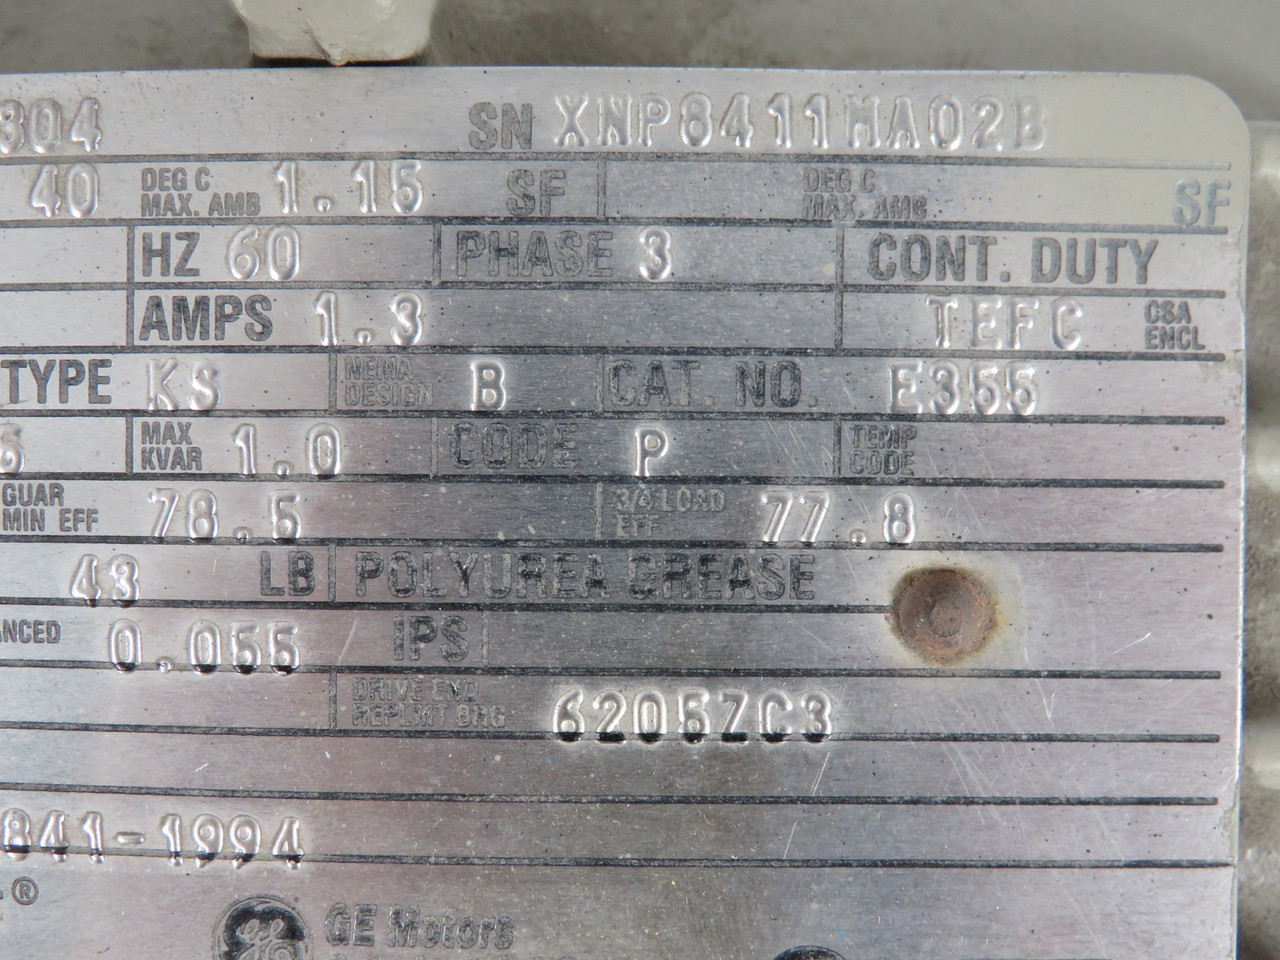 304 SN XNP8411MA02B
40 DEG C MAX. AMB 1.15 SF DEG C MAX. AMB. SF
HZ 60 PHASE 3 CONT. DUTY
AMPS 1.3 TEFC CSA ENCL
TYPE KS NEMA DESIGN B CAT. NO. E355
MAX KVAR 1.0 CODE P TEMP CODE
GUAR MIN EFF 78.5 3/4 LOAD EFF 77.8
43 LB POLYUREA GREASE
ANCED 0.055 IPS
DRIVE END REPLMT BRG 6205ZC3
841-1994
® GE Motors